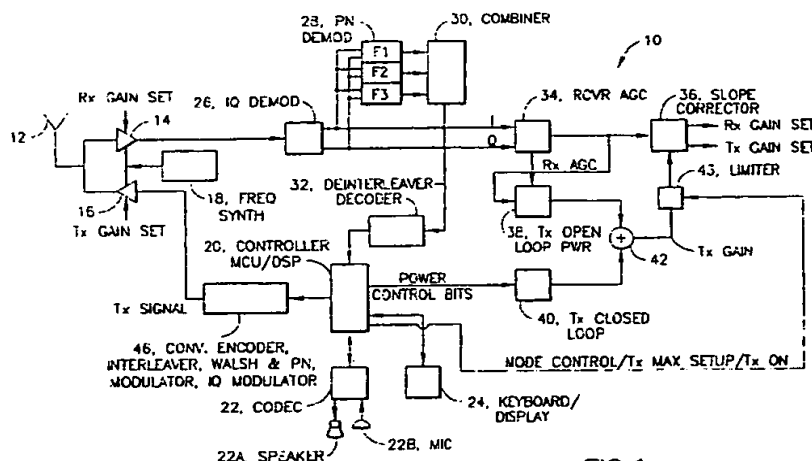 28, PN
DEMOD
30, COMBINER
10
F1
F2
F3
Rx GAIN SET
12
14
26, IQ DEMOD
I
Q
34, RCVR AGC
36, SLOPE
CORRECTOR
Rx GAIN SET
Tx GAIN SET
Rx AGC
43, LIMITER
18, FREQ
SYNTH
16
Tx GAIN SET
32, DEINTERLEAVER
DECODER
38, Tx OPEN
LOOP PWR
+
42
Tx GAIN
20, CONTROLLER
MCU/DSP
POWER
CONTROL BITS
Tx SIGNAL
40, Tx CLOSED
LOOP
46, CONV. ENCODER,
INTERLEAVER, WALSH & PN,
MODULATOR, IQ MODULATOR
MODE CONTROL/Tx MAX SETUP/Tx ON
22, CODEC
24, KEYBOARD/
DISPLAY
22A, SPEAKER
22B, MIC